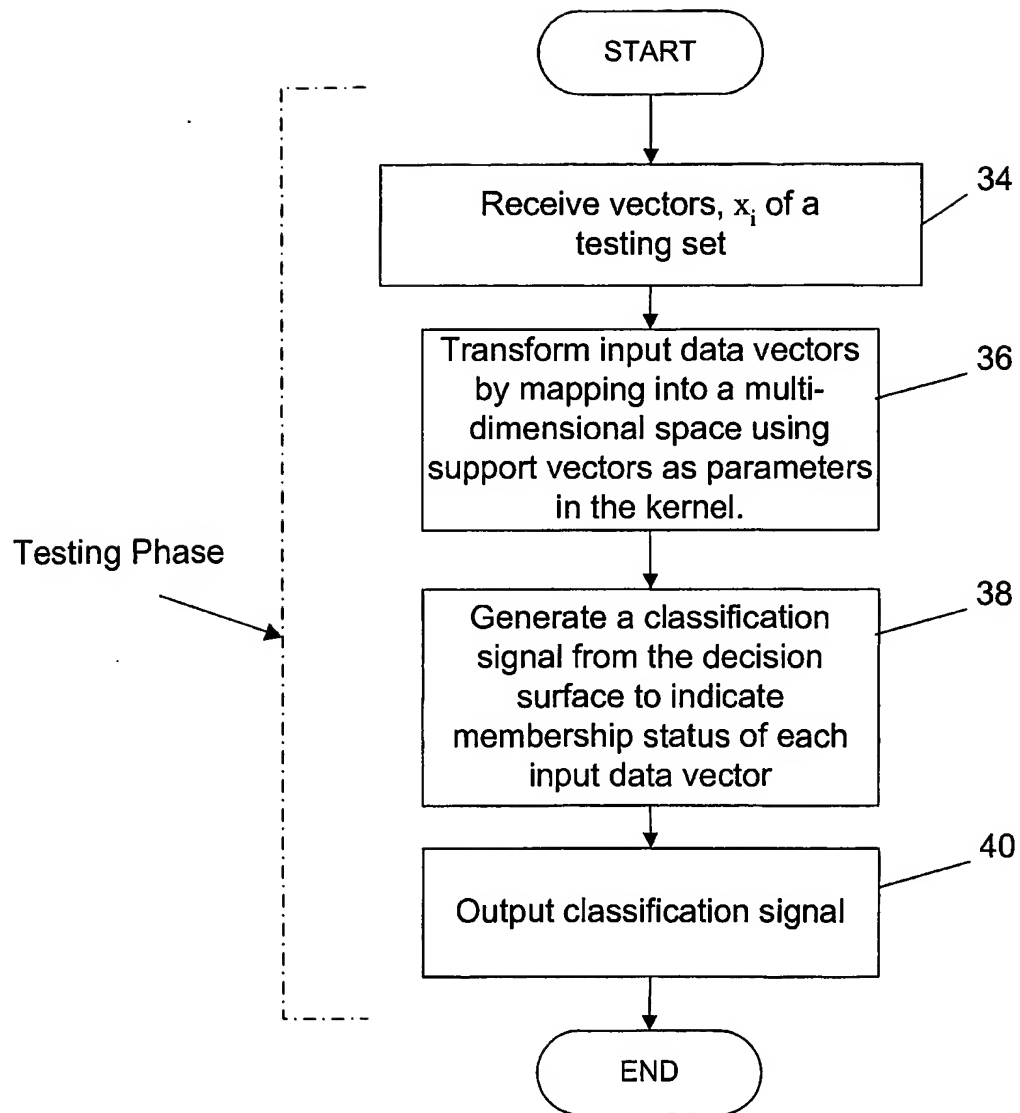 START
Receive vectors, xi of a
testing set
34
Transform input data vectors
by mapping into a multi-
dimensional space using
support vectors as parameters
in the kernel.
36
Testing Phase
Generate a classification
signal from the decision
surface to indicate
membership status of each
input data vector
38
Output classification signal
40
END